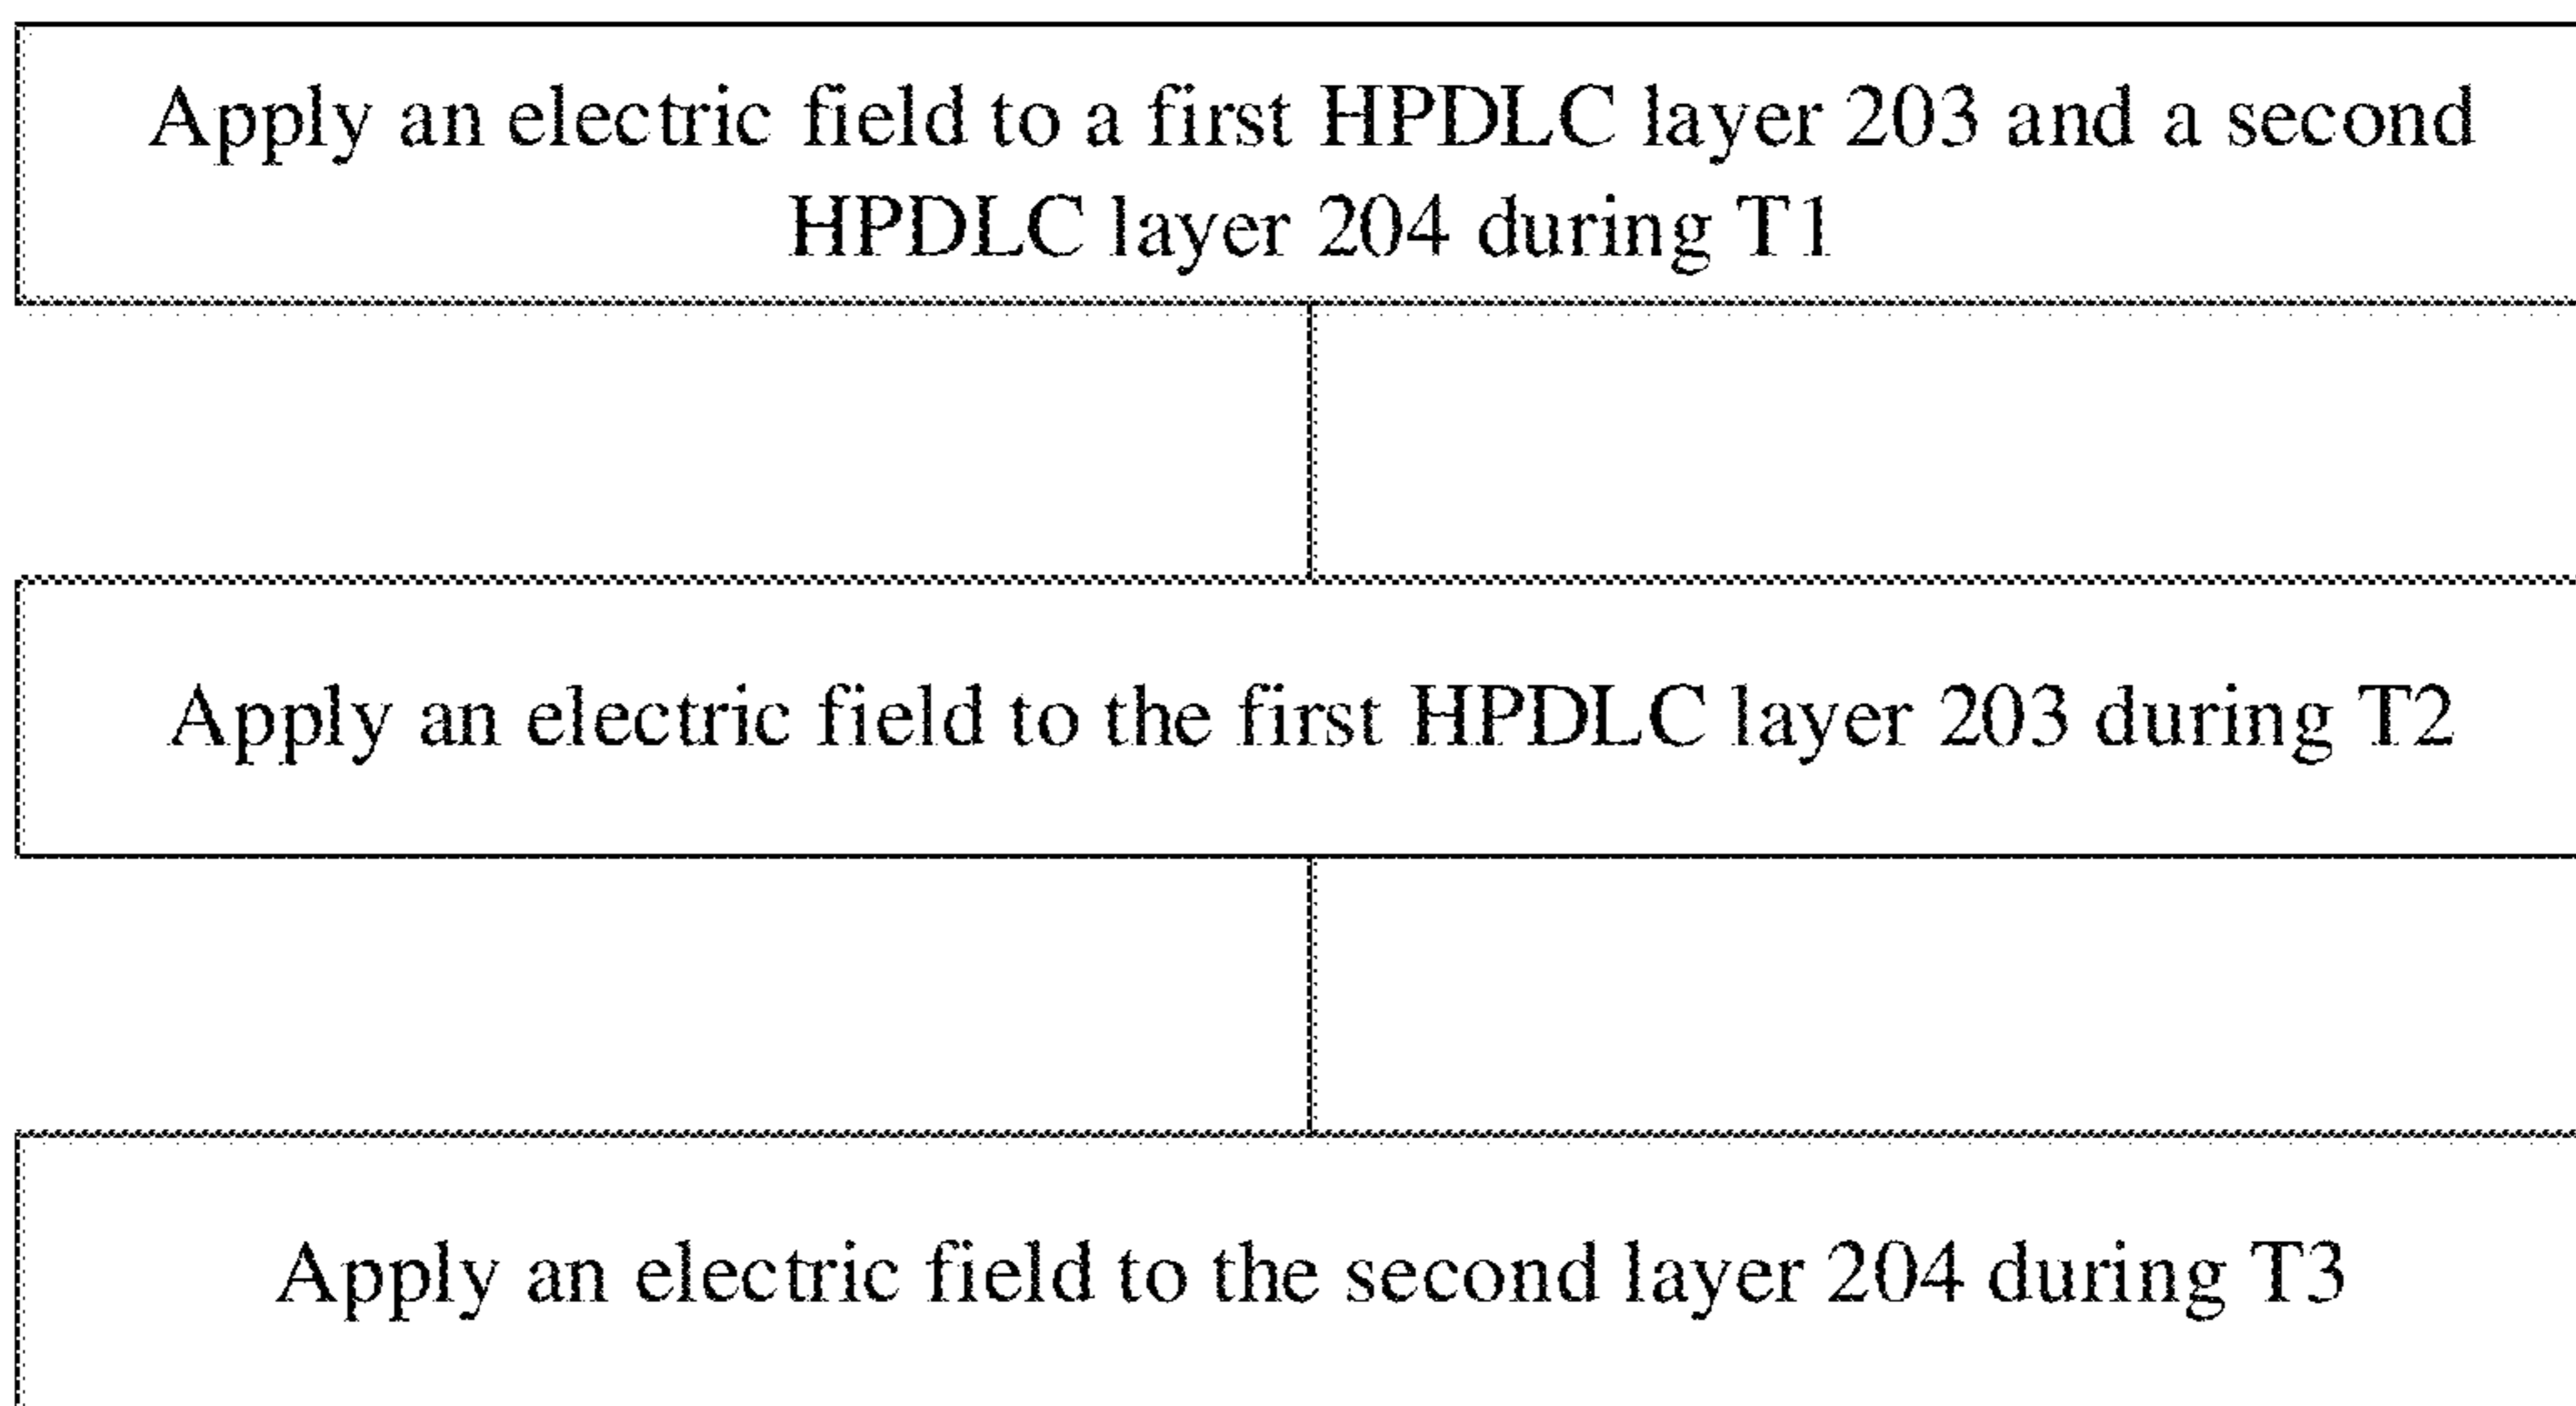 Apply an electric field to a first HPDLC layer 203 and a second
HPDLC layer 204 during T1
Apply an electric field to the first HPDLC layer 203 during T2
Apply an electric field to the second layer 204 during T3